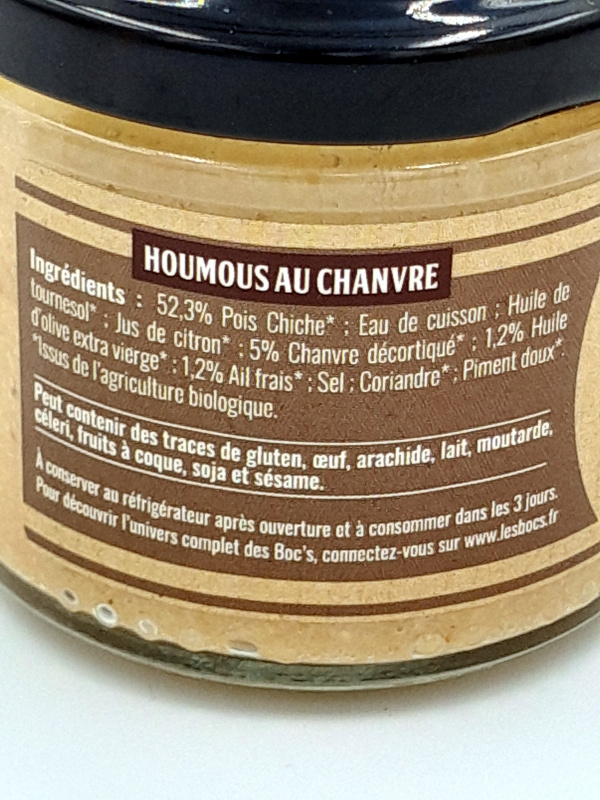 HOUMOUS AU CHANVRE
Ingrédients : 52,3% Pois Chiche* ; Eau de cuisson ; Huile de
tournesol* ; Jus de citron* ; 5% Chanvre décortiqué* ; 1,2% Huile
d'olive extra vierge* ; 1,2% Ail frais* ; Sel ; Coriandre* ; Piment doux*.
*Issus de l'agriculture biologique.
Peut contenir des traces de gluten, œuf, arachide, lait, moutarde,
céleri, fruits à coque, soja et sésame.
À conserver au réfrigérateur après ouverture et à consommer dans les 3 jours.
Pour découvrir l'univers complet des Boc's, connectez-vous sur www.lesbocs.fr